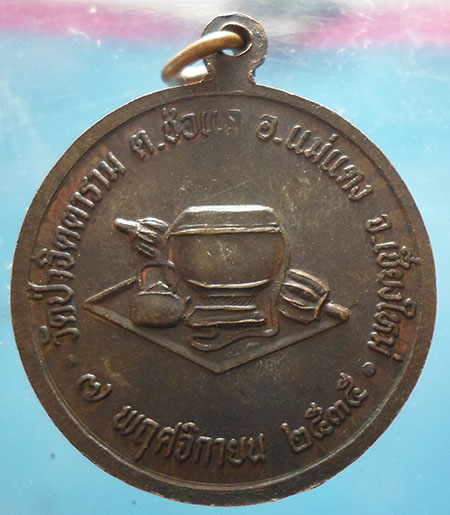 วัดป่าจิตตาราม ต.ช่อแล อ.แม่แตง จ.เชียงใหม่
๗ พฤศจิกายน ๒๕๓๕